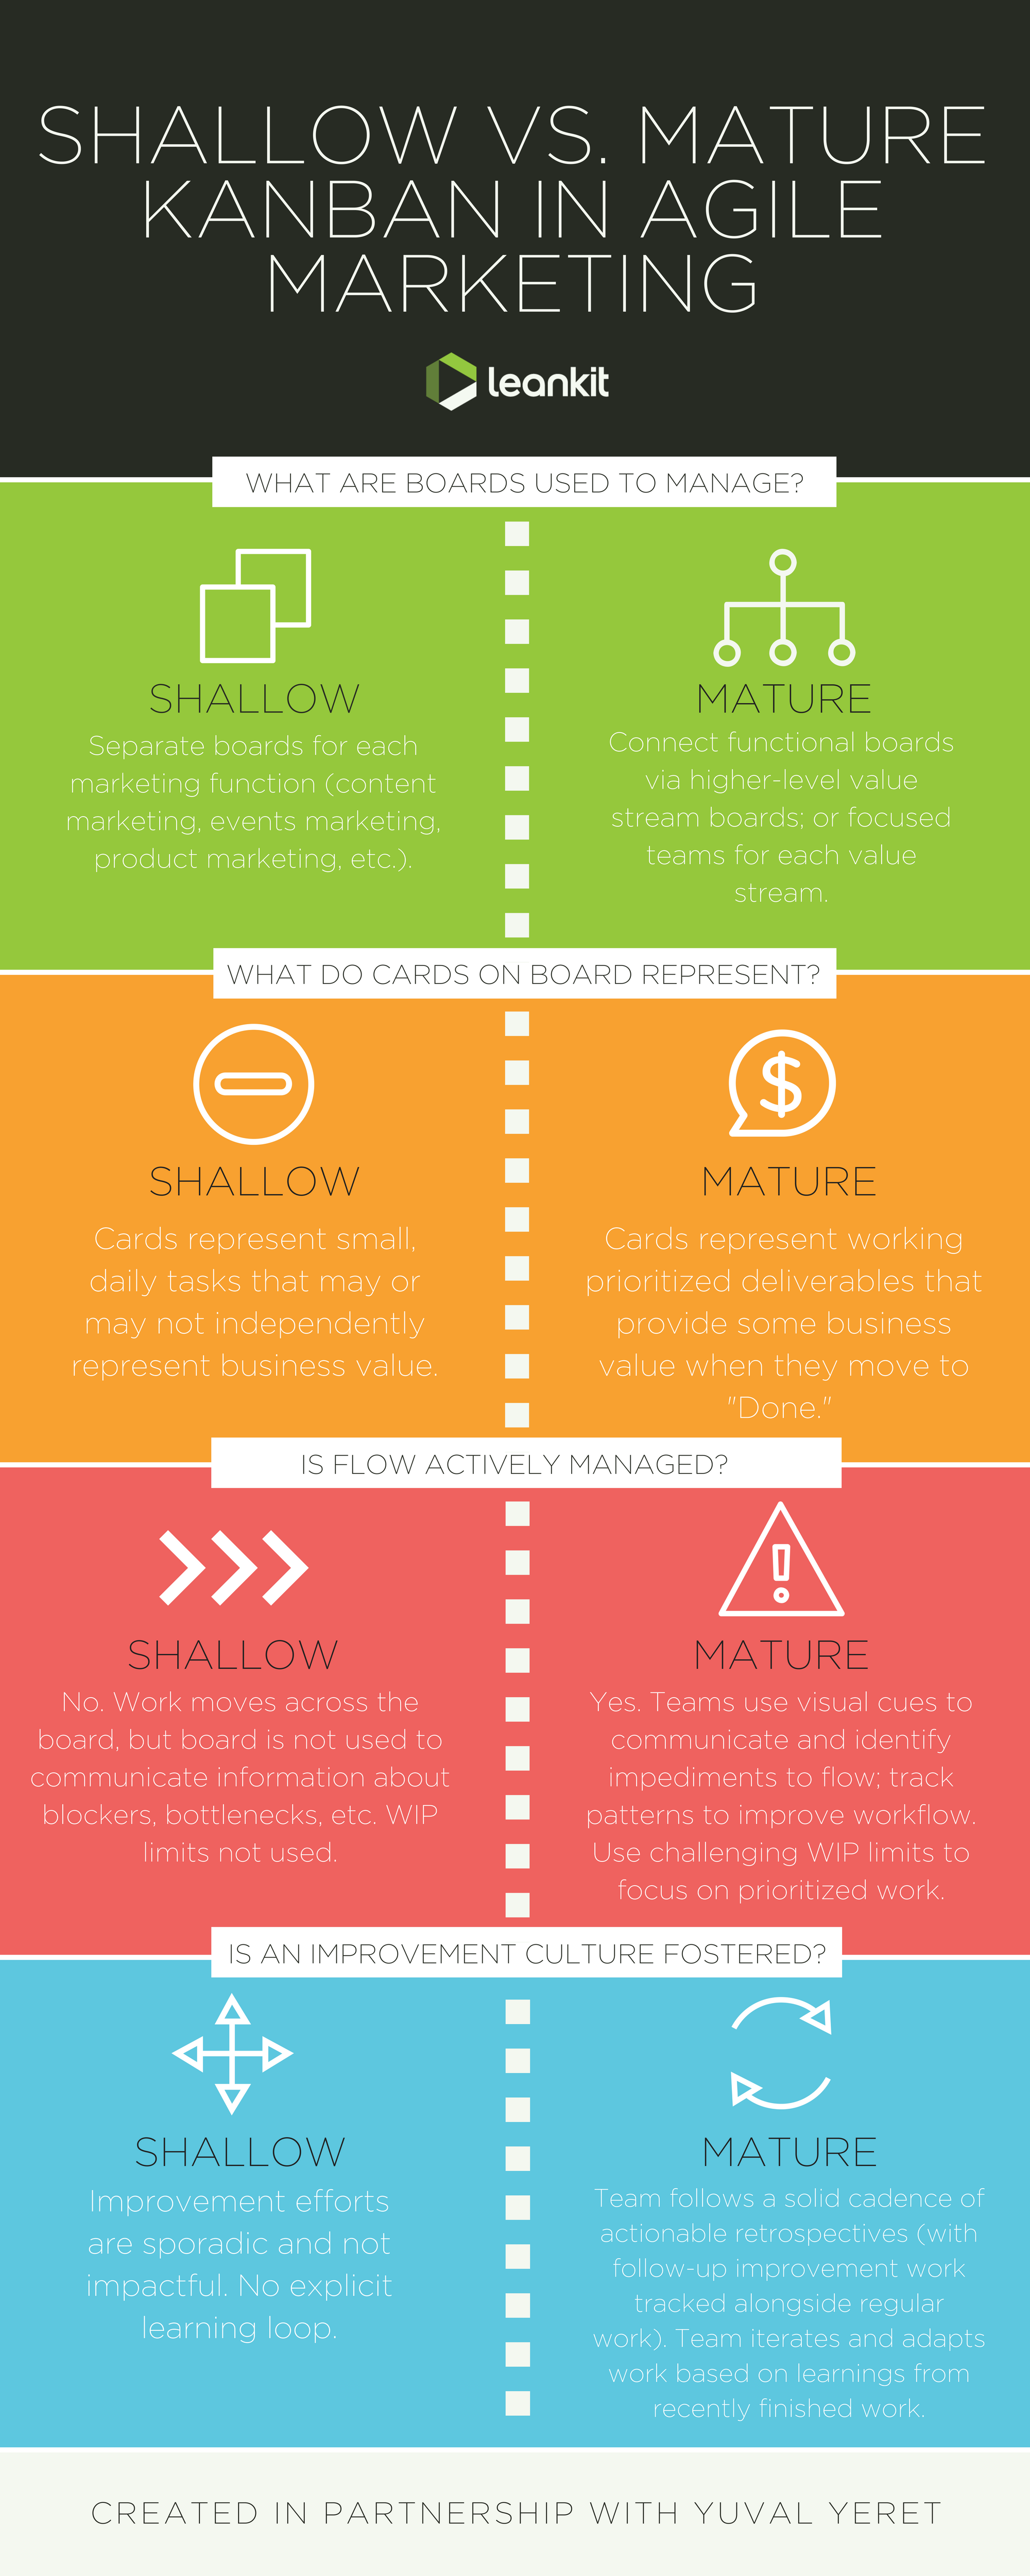 SHALLOW VS. MATURE
KANBAN IN AGILE
MARKETING
leankit
WHAT ARE BOARDS USED TO MANAGE?
SHALLOW
Separate boards for each
marketing function (content
marketing, events marketing,
product marketing, etc.).
MATURE
Connect functional boards
via higher-level value
stream boards; or focused
teams for each value
stream.
WHAT DO CARDS ON BOARD REPRESENT?
SHALLOW
Cards represent small,
daily tasks that may or
may not independently
represent business value.
$
MATURE
Cards represent working
prioritized deliverables that
provide some business
value when they move to
"Done."
IS FLOW ACTIVELY MANAGED?
SHALLOW
No. Work moves across the
board, but board is not used to
communicate information about
blockers, bottlenecks, etc. WIP
limits not used.
!
MATURE
Yes. Teams use visual cues to
communicate and identify
impediments to flow; track
patterns to improve workflow.
Use challenging WIP limits to
focus on prioritized work.
IS AN IMPROVEMENT CULTURE FOSTERED?
SHALLOW
Improvement efforts
are sporadic and not
impactful. No explicit
learning loop.
MATURE
Team follows a solid cadence of
actionable retrospectives (with
follow-up improvement work
tracked alongside regular
work). Team iterates and adapts
work based on learnings from
recently finished work.
CREATED IN PARTNERSHIP WITH YUVAL YERET